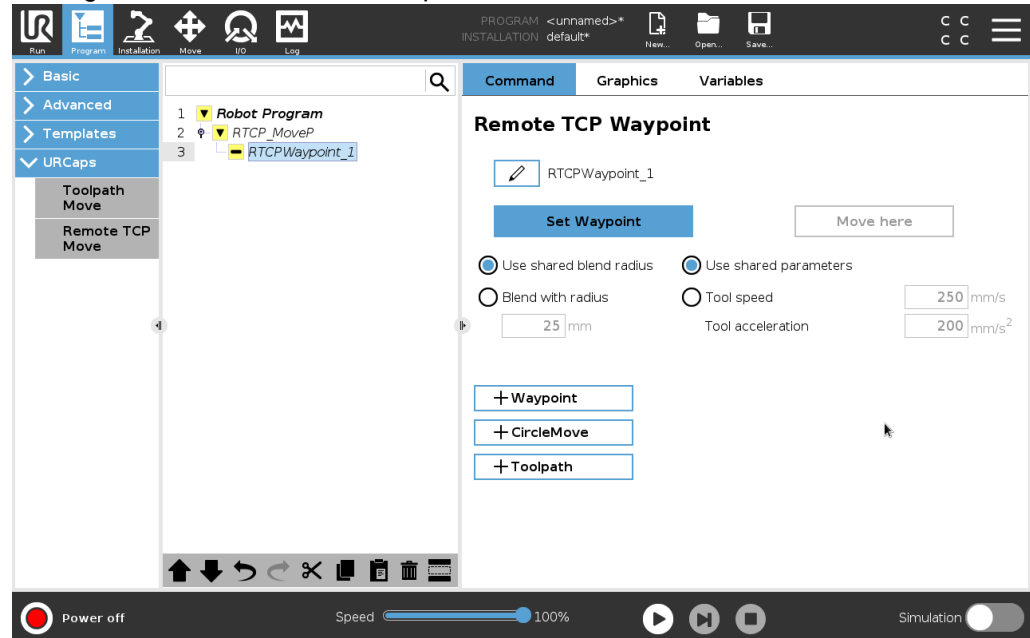 UR
PROGRAM <unnamed>*
INSTALLATION default*
C C
C C
Run Program Installation Move I/O Log New... Open... Save...
Basic
Advanced
Templates
URCaps
Toolpath
Move
Remote TCP
Move
1 Robot Program
2 RTCP_MoveP
3 RTCPWaypoint_1
Command Graphics Variables
Remote TCP Waypoint
RTCPWaypoint_1
Set Waypoint Move here
Use shared blend radius Use shared parameters
Blend with radius Tool speed 250 mm/s
25 mm Tool acceleration 200 mm/s²
+Waypoint
+CircleMove
+Toolpath
Power off Speed 100% Simulation